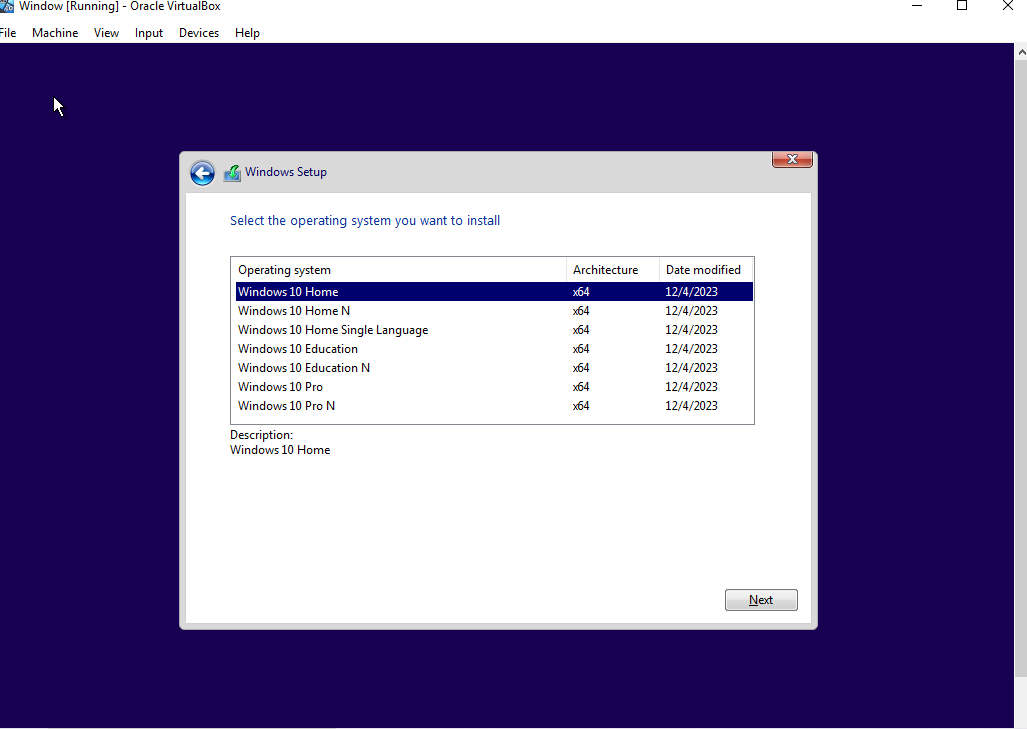 Window [Running] - Oracle VirtualBox
File Machine View Input Devices Help
Windows Setup
Select the operating system you want to install
Operating system Architecture Date modified
Windows 10 Home x64 12/4/2023
Windows 10 Home N x64 12/4/2023
Windows 10 Home Single Language x64 12/4/2023
Windows 10 Education x64 12/4/2023
Windows 10 Education N x64 12/4/2023
Windows 10 Pro x64 12/4/2023
Windows 10 Pro N x64 12/4/2023
Description:
Windows 10 Home
Next